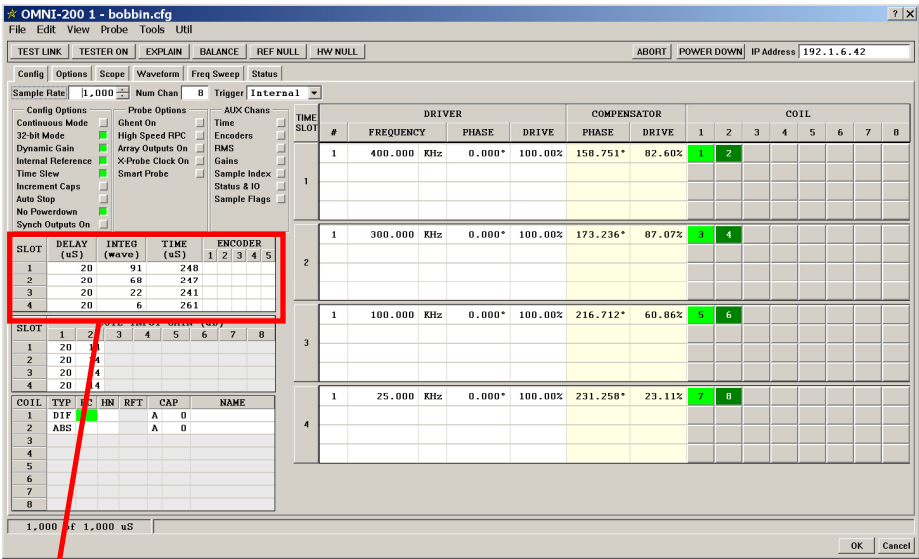 OMNI-200 1 - bobbin.cfg
File Edit View Probe Tools Util
TEST LINK TESTER ON EXPLAIN BALANCE REF NULL HW NULL ABORT POWER DOWN IP Address 192.1.6.42
Config Options Scope Waveform Freq Sweep Status
Sample Rate 1,000 Num Chan 8 Trigger Internal
Config Options Probe Options AUX Chans
Continuous Mode Ghent On Time
32-bit Mode High Speed RPC Encoders
Dynamic Gain Array Outputs On RMS
Internal Reference X-Probe Clock On Gains
Time Slew Smart Probe Sample Index
Increment Caps Status & IO
Auto Stop Sample Flags
No Powerdown
Synch Outputs On
SLOT DELAY (uS) INTEG (wave) TIME (uS) ENCODER 1 2 3 4 5
1 20 91 248
2 20 68 247
3 20 22 241
4 20 6 261
SLOT COIL INPUT GAIN (dB)
1 2 3 4 5 6 7 8
1 20 14
2 20 14
3 20 14
4 20 14
COIL TYP HN RFT CAP NAME
1 DIF A 0
2 ABS A 0
3
4
5
6
7
8
TIME SLOT DRIVER COMPENSATOR COIL
# FREQUENCY PHASE DRIVE PHASE DRIVE 1 2 3 4 5 6 7 8
1 1 400.000 KHz 0.000° 100.00% 158.751° 82.60% 1 2
2 1 300.000 KHz 0.000° 100.00% 173.236° 87.07% 3 4
3 1 100.000 KHz 0.000° 100.00% 216.712° 60.86% 5 6
4 1 25.000 KHz 0.000° 100.00% 231.258° 23.11% 7 8
1,000 of 1,000 uS
OK Cancel